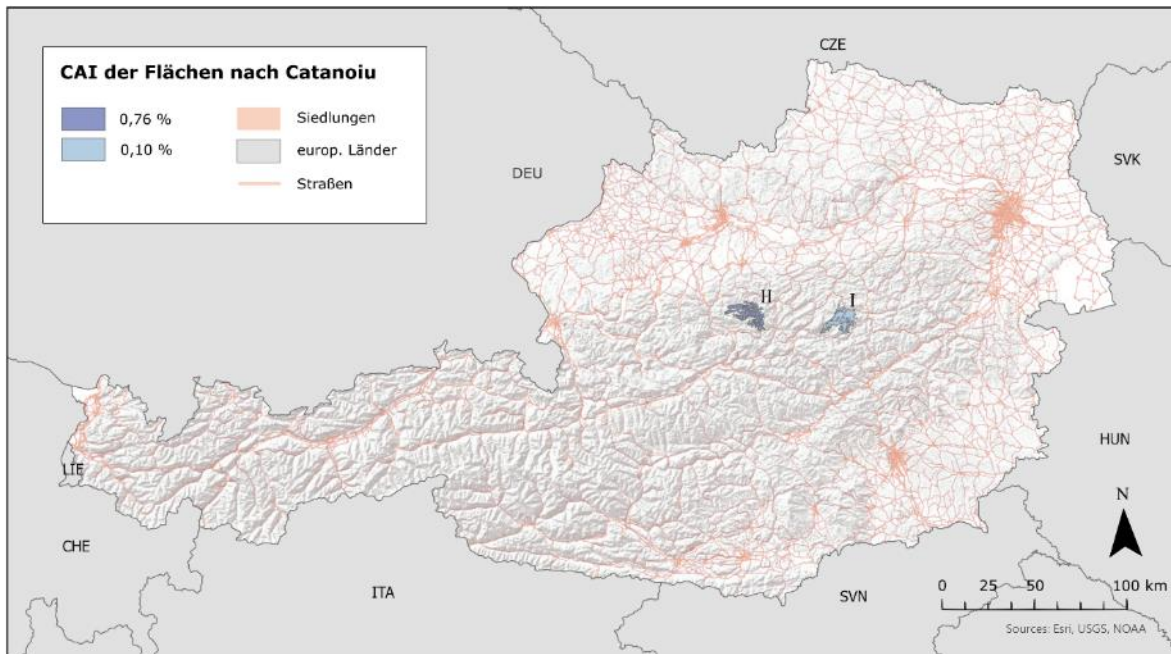 CZE
CAI der Flächen nach Catanoiu
0,76 %
Siedlungen
0,10 %
europ. Länder
Straßen
DEU
SVK
H
I
HUN
LIE
N
CHE
ITA
SVN
0 25 50 100 km
Sources: Esri, USGS, NOAA